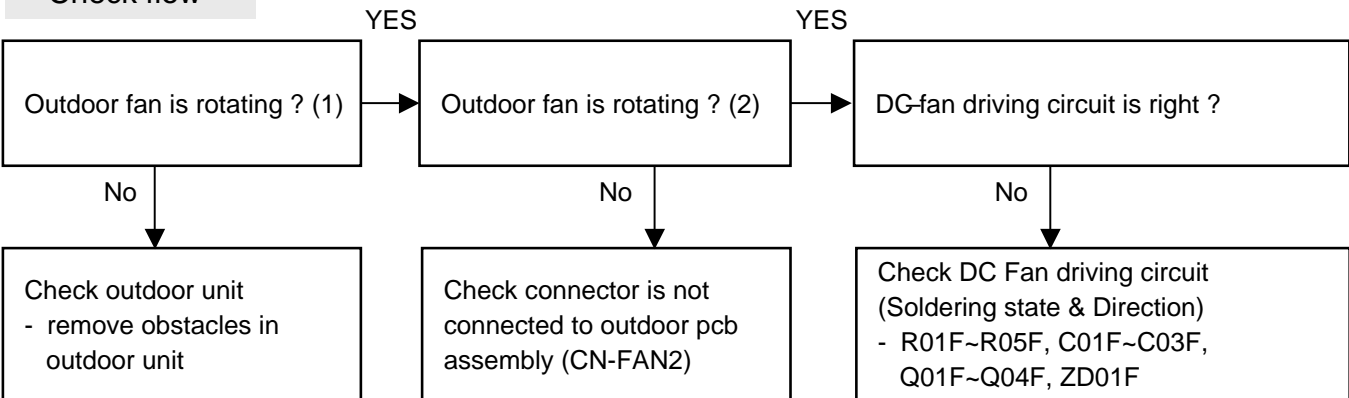 Check flow
YES
YES
Outdoor fan is rotating ? (1)
Outdoor fan is rotating ? (2)
DC-fan driving circuit is right ?
No
No
No
Check outdoor unit
- remove obstacles in
outdoor unit
Check connector is not
connected to outdoor pcb
assembly (CN-FAN2)
Check DC Fan driving circuit
(Soldering state & Direction)
- R01F~R05F, C01F~C03F,
Q01F~Q04F, ZD01F